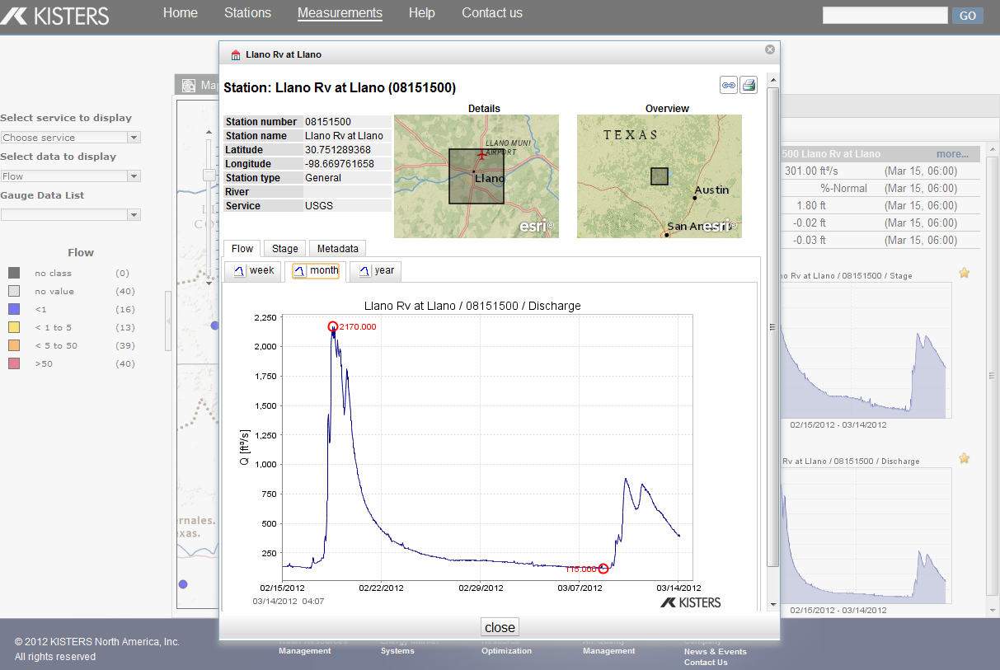 KISTERS
Home Stations Measurements Help Contact us
GO
Llano Rv at Llano
Station: Llano Rv at Llano (08151500)
Map
Select service to display
Choose service
Select data to display
Flow
Gauge Data List
Flow
no class (0)
no value (40)
<1 (16)
< 1 to 5 (13)
< 5 to 50 (39)
>50 (40)
Station number 08151500
Station name Llano Rv at Llano
Latitude 30.751289368
Longitude -98.669761658
Station type General
River
Service USGS
Details
LLANO MUNI
AIRPORT
Llano
esri
Overview
TEXAS
Austin
San An
esri
Flow Stage Metadata
week month year
Llano Rv at Llano / 08151500 / Discharge
2170.000
115.000
Q [ft³/s]
2,250
2,000
1,750
1,500
1,250
1,000
750
500
250
02/15/2012 02/22/2012 02/29/2012 03/07/2012 03/14/2012
03/14/2012 04:07
KISTERS
close
500 Llano Rv at Llano more...
301.00 ft³/s (Mar 15, 06:00)
%-Normal (Mar 15, 06:00)
1.80 ft (Mar 15, 06:00)
-0.02 ft (Mar 15, 06:00)
-0.03 ft (Mar 15, 06:00)
no Rv at Llano / 08151500 / Stage
02/15/2012 - 03/14/2012
Rv at Llano / 08151500 / Discharge
02/15/2012 - 03/14/2012
rnales.
xas.
© 2012 KISTERS North America, Inc.
All rights reserved
Water Resources
Management
Energy Market
Systems
Resource
Optimization
Air Quality
Management
Company
News & Events
Contact Us